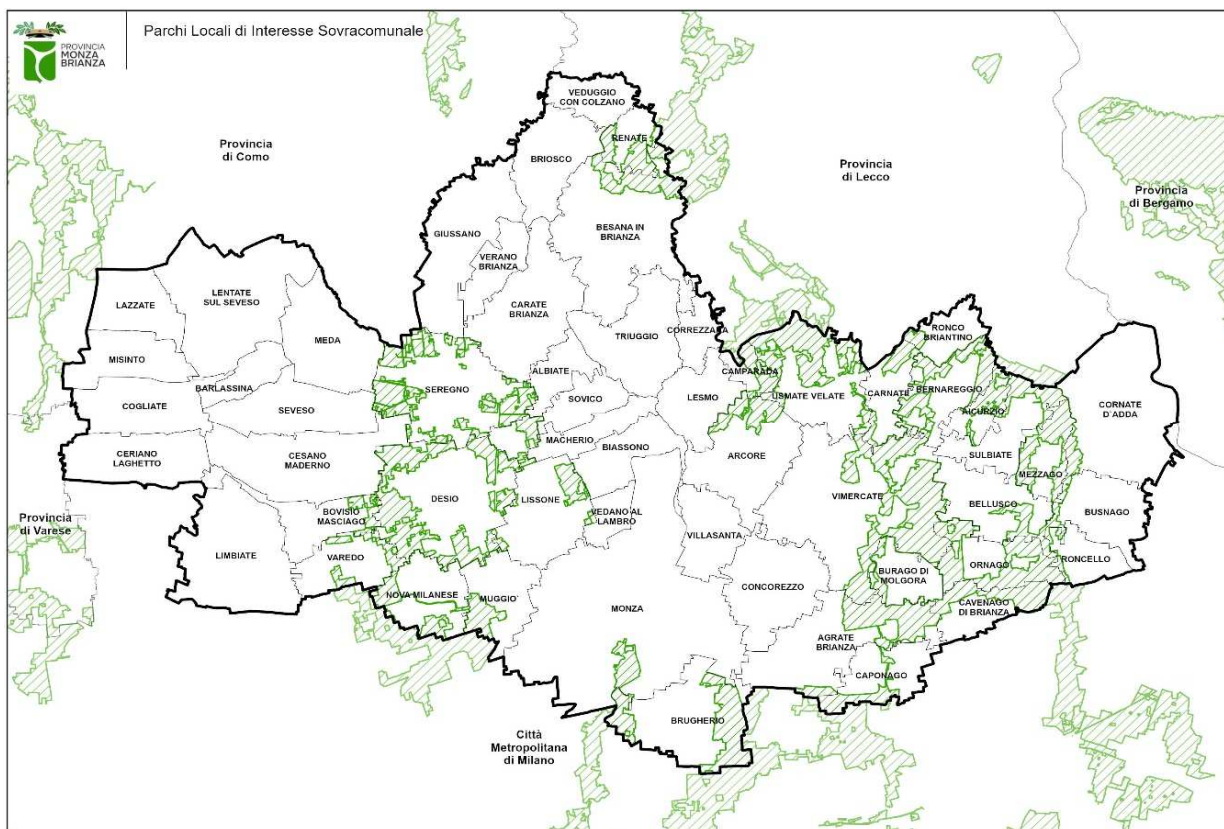 PROVINCIA
MONZA
BRIANZA
Parchi Locali di Interesse Sovracomunale
VEDUGGIO
CON COLZANO
RENATE
Provincia
di Como
BRIOSCO
Provincia
di Lecco
Provincia
di Bergamo
GIUSSANO
BESANA IN
BRIANZA
VERANO
BRIANZA
LENTATE
SUL SEVESO
LAZZATE
CARATE
BRIANZA
MEDA
TRIUGGIO
CORREZZANA
RONCO
BRIANTINO
MISINTO
BARLASSINA
SEREGNO
ALBIATE
CAMPARADA
USMATE VELATE
CARNATE
BERNAREGGIO
COGLIATE
SEVESO
SOVICO
LESMO
AICURZIO
CORNATE
D'ADDA
MACHERIO
BIASSONO
CERIANO
LAGHETTO
CESANO
MADERNO
ARCORE
SULBIATE
MEZZAGO
DESIO
LISSONE
VIMERCATE
BELLUSCO
BUSNAGO
Provincia
di Varese
BOVISIO
MASCIAGO
VEDANO AL
LAMBRO
VILLASANTA
LIMBIATE
VAREDO
RONCELLO
ORNAGO
BURAGO DI
MOLGORA
CONCOREZZO
NOVA MILANESE
MUGGIO'
MONZA
CAVENAGO
DI BRIANZA
AGRATE
BRIANZA
CAPONAGO
BRUGHERIO
Città
Metropolitana
di Milano